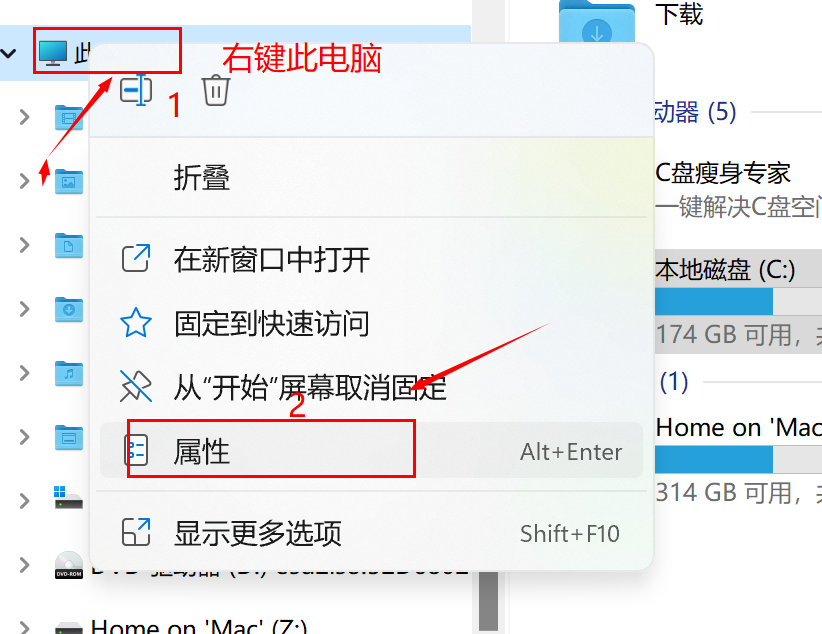 下载
此
右键此电脑
1
动器 (5)
折叠
C盘瘦身专家
一键解决C盘空
在新窗口中打开
本地磁盘 (C:)
固定到快速访问
174 GB 可用，
从“开始”屏幕取消固定
(1)
2
Home on 'Mac
属性 Alt+Enter
314 GB 可用，
显示更多选项 Shift+F10
DVD-ROM
Home on 'Mac' (Z:)